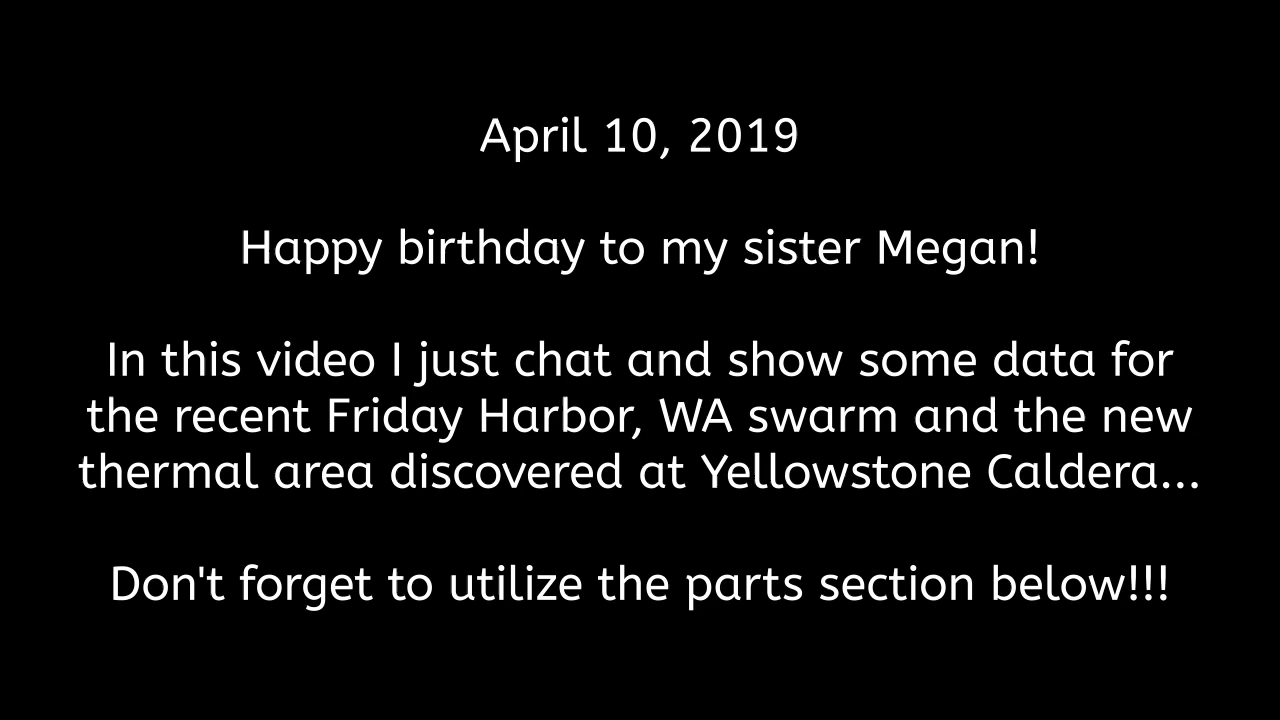 April 10, 2019
Happy birthday to my sister Megan!
In this video I just chat and show some data for
the recent Friday Harbor, WA swarm and the new
thermal area discovered at Yellowstone Caldera...
Don't forget to utilize the parts section below!!!